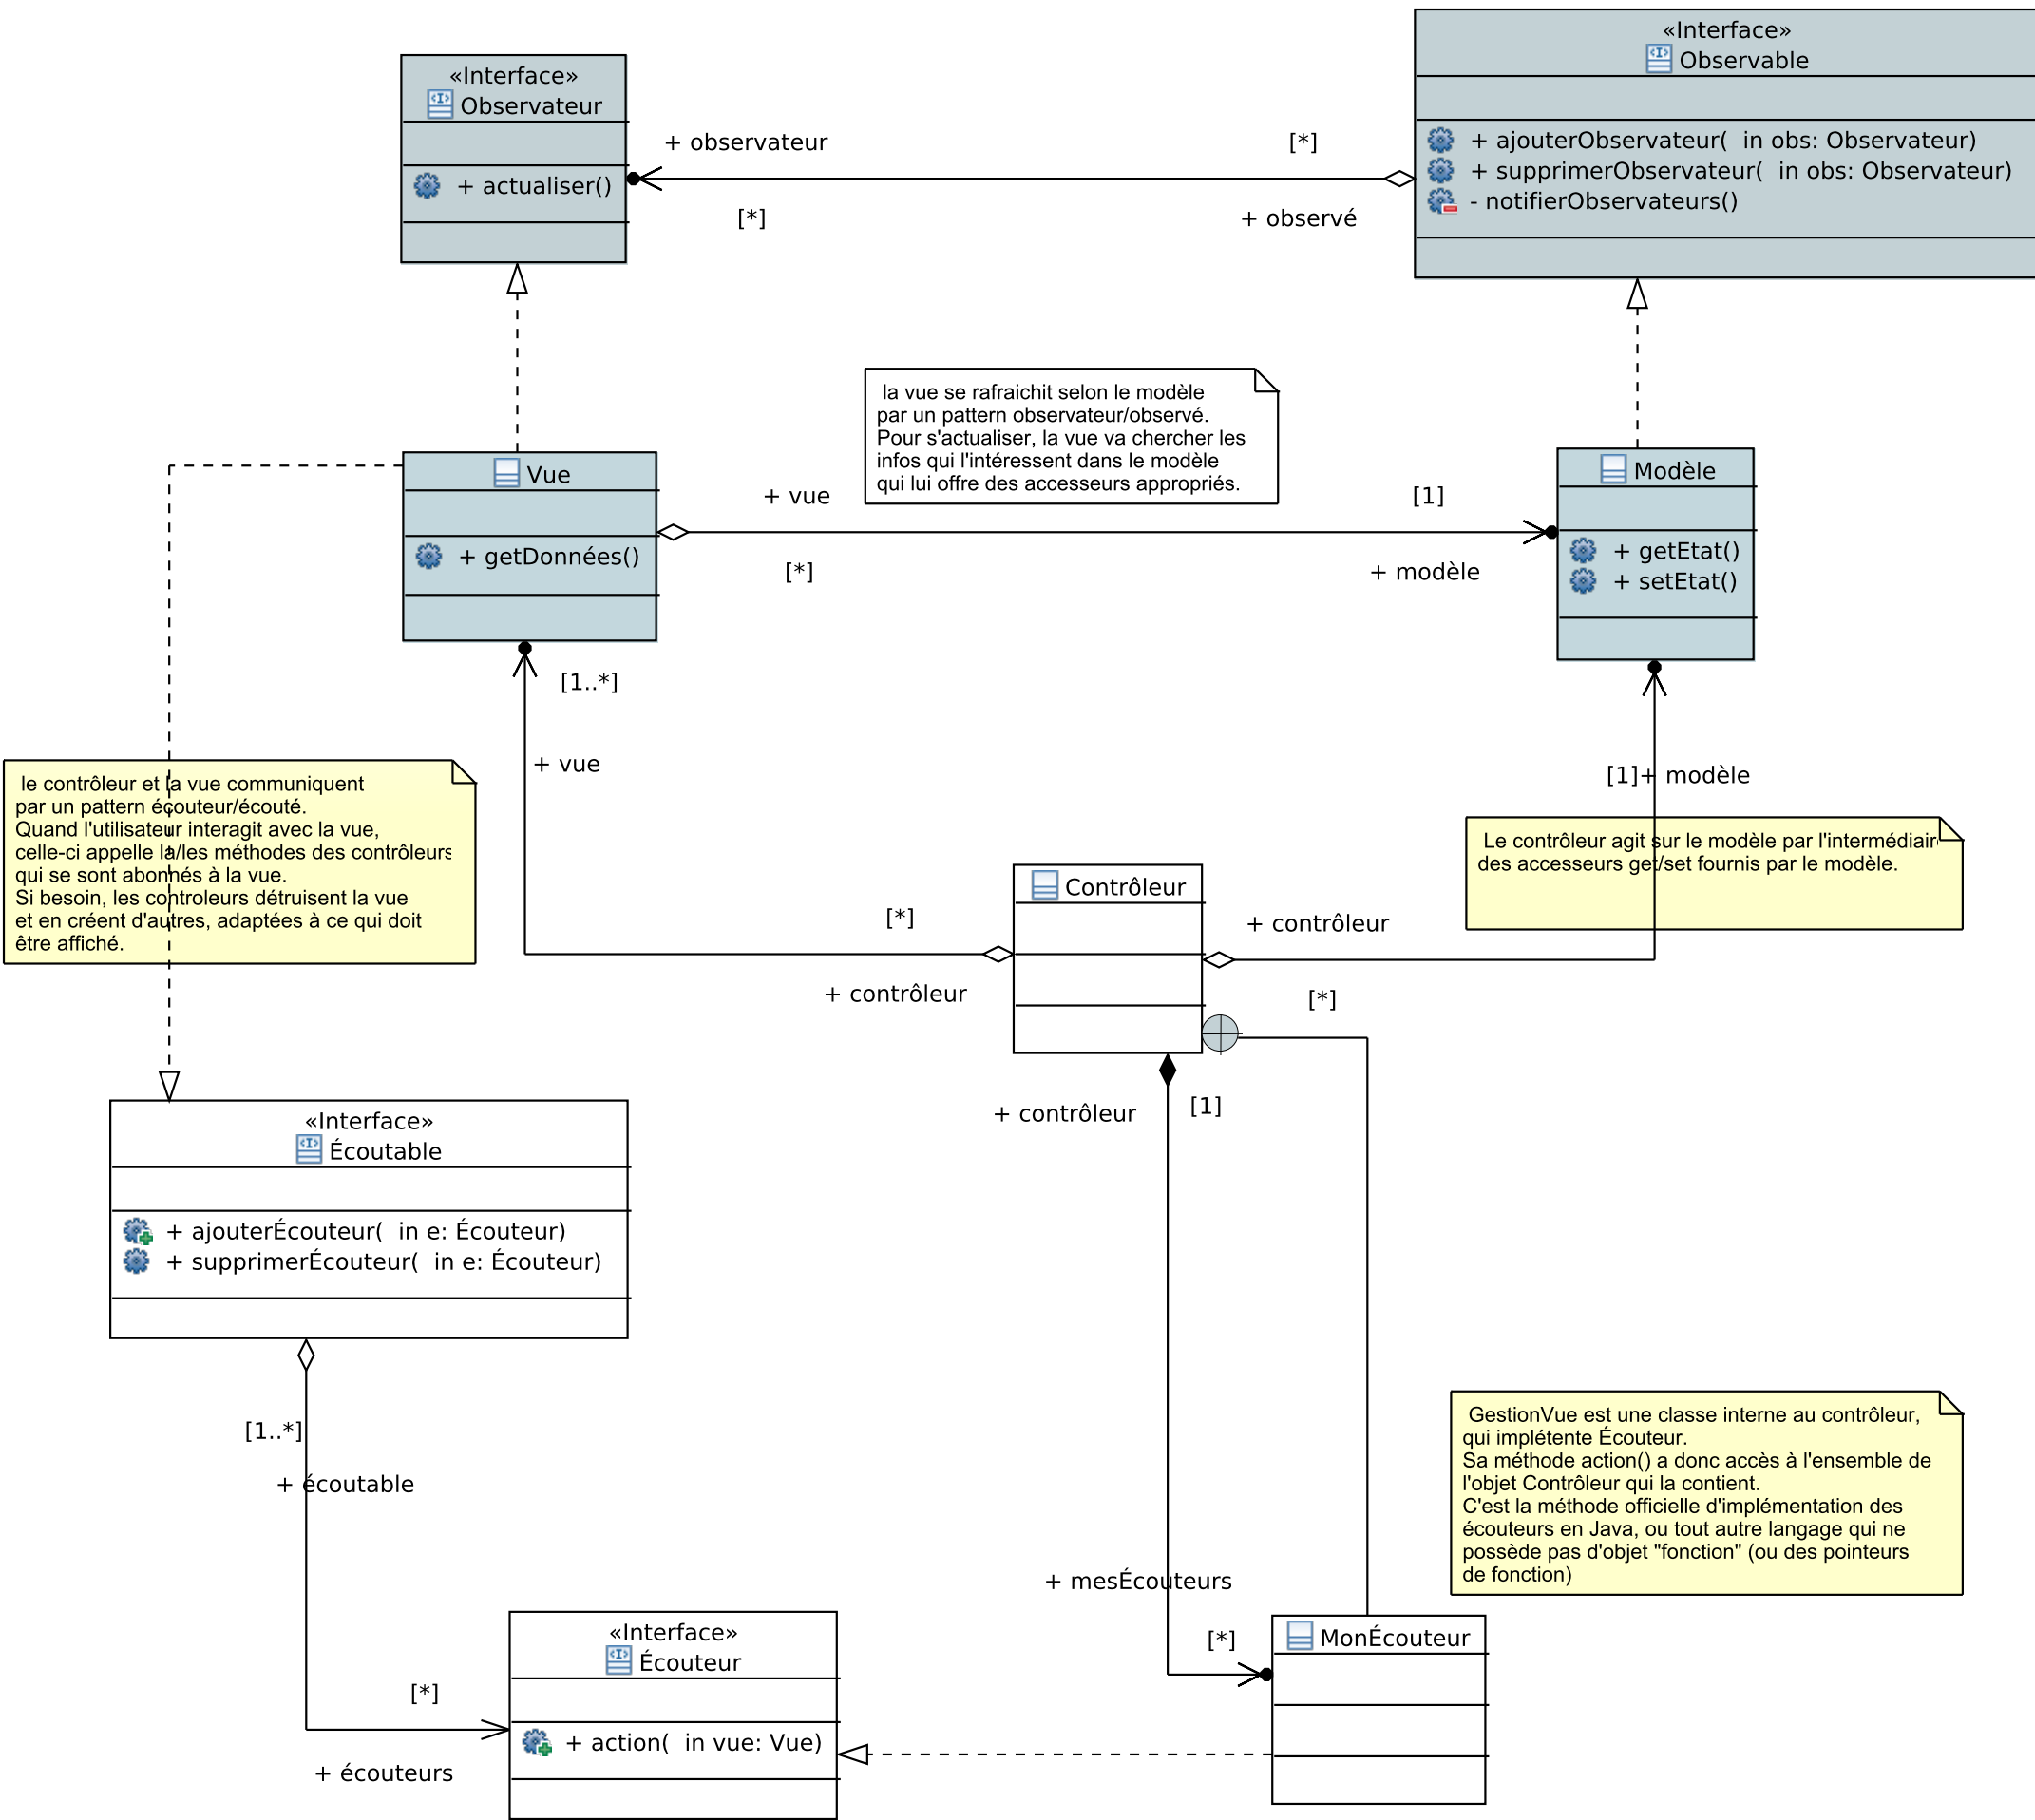 «Interface»
Observable
+ ajouterObservateur(  in obs: Observateur)
+ supprimerObservateur(  in obs: Observateur)
- notifierObservateurs()
«Interface»
Observateur
+ actualiser()
+ observateur
[*]
[*]
+ observé
la vue se rafraichit selon le modèle
par un pattern observateur/observé.
Pour s'actualiser, la vue va chercher les
infos qui l'intéressent dans le modèle
qui lui offre des accesseurs appropriés.
Vue
+ getDonnées()
+ vue
[1]
[*]
+ modèle
Modèle
+ getEtat()
+ setEtat()
[1..*]
+ vue
[1]
+ modèle
le contrôleur et la vue communiquent
par un pattern écouteur/écouté.
Quand l'utilisateur interagit avec la vue,
celle-ci appelle la/les méthodes des contrôleurs
qui se sont abonnés à la vue.
Si besoin, les controleurs détruisent la vue
et en créent d'autres, adaptées à ce qui doit
être affiché.
Le contrôleur agit sur le modèle par l'intermédiair
des accesseurs get/set fournis par le modèle.
Contrôleur
[*]
+ contrôleur
+ contrôleur
[*]
+ contrôleur
[1]
«Interface»
Écoutable
+ ajouterÉcouteur(  in e: Écouteur)
+ supprimerÉcouteur(  in e: Écouteur)
[1..*]
+ écoutable
GestionVue est une classe interne au contrôleur,
qui implétente Écouteur.
Sa méthode action() a donc accès à l'ensemble de
l'objet Contrôleur qui la contient.
C'est la méthode officielle d'implémentation des
écouteurs en Java, ou tout autre langage qui ne
possède pas d'objet "fonction" (ou des pointeurs
de fonction)
+ mesÉcouteurs
[*]
MonÉcouteur
«Interface»
Écouteur
+ action(  in vue: Vue)
[*]
+ écouteurs